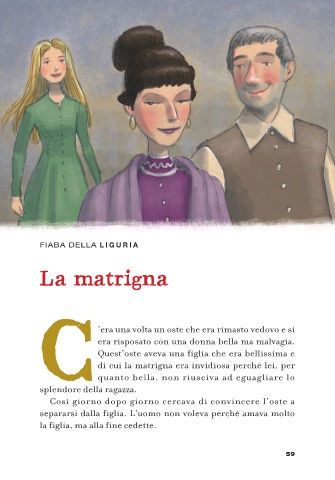 FIABA DELLA LIGURIA
La matrigna
C'era una volta un oste che era rimasto vedovo e si
era risposato con una donna bella ma malvagia.
Quest'oste aveva una figlia che era bellissima e
di cui la matrigna era invidiosa perché lei, per
quanto bella, non riusciva ad eguagliare lo
splendore della ragazza.
Così giorno dopo giorno cercava di convincere l'oste a
separarsi dalla figlia. L'uomo non voleva perché amava molto
la figlia, ma alla fine cedette.
59